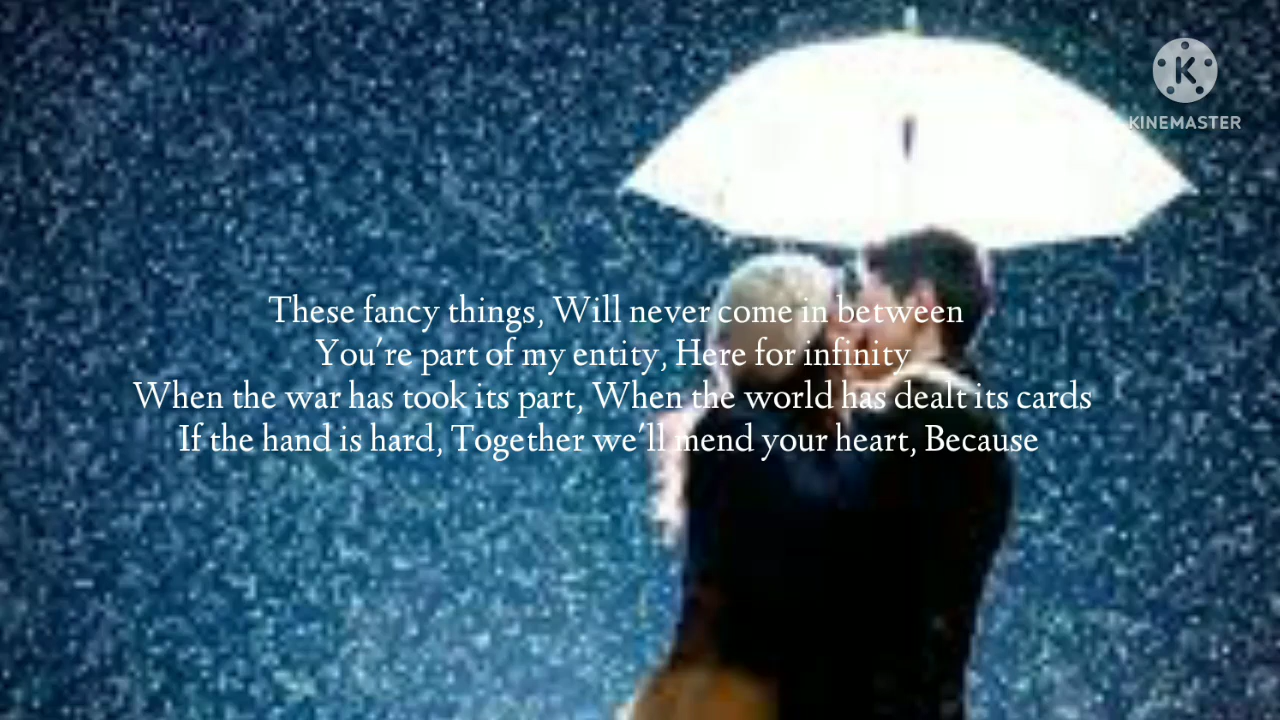 KINEMASTER
These fancy things, Will never come in between
You're part of my entity, Here for infinity
When the war has took its part, When the world has dealt its cards
If the hand is hard, Together we'll mend your heart, Because